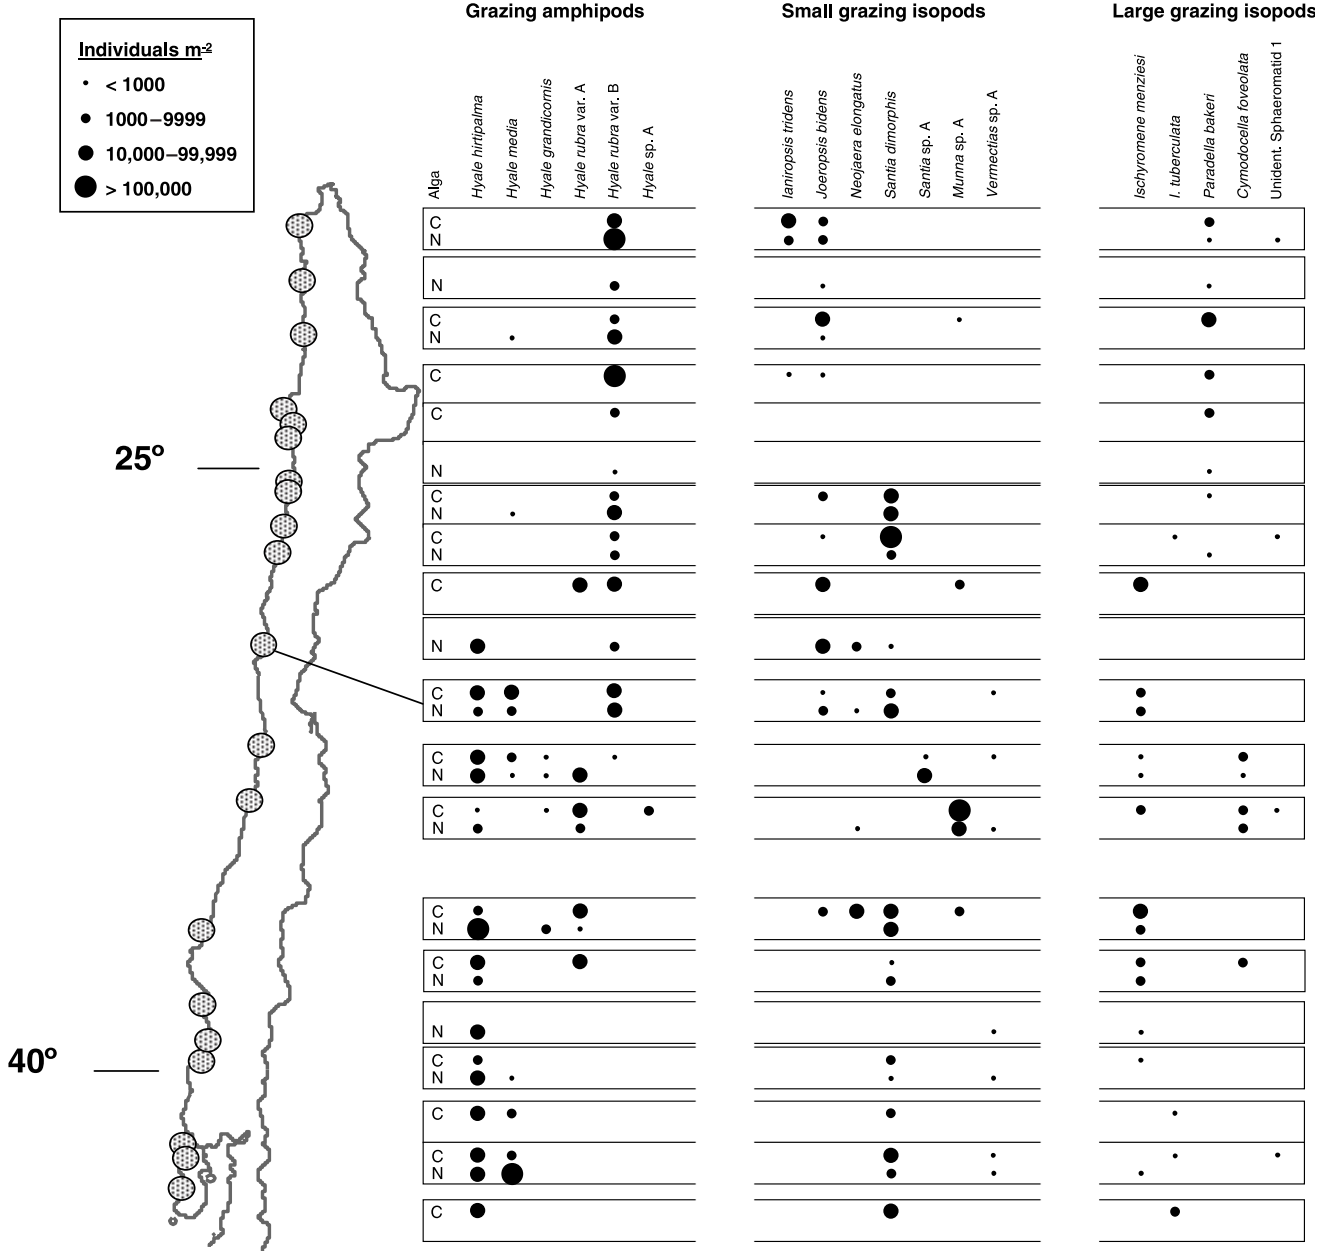 Grazing amphipods Small grazing isopods Large grazing isopods
Individuals m-2
< 1000
1000–9999
10,000–99,999
> 100,000
Alga
Hyale hirtipalma
Hyale media
Hyale grandicornis
Hyale rubra var. A
Hyale rubra var. B
Hyale sp. A
Ianiropsis tridens
Joeropsis bidens
Neojaera elongatus
Santia dimorphis
Santia sp. A
Munna sp. A
Vermectias sp. A
Ischyromene menziesi
I. tuberculata
Paradella bakeri
Cymodocella foveolata
Unident. Sphaeromatid 1
C
N
N
C
N
C
C
25º
N
C
N
C
N
C
N
C
N
C
N
C
N
C
N
C
N
N
40º
C
N
C
C
N
C